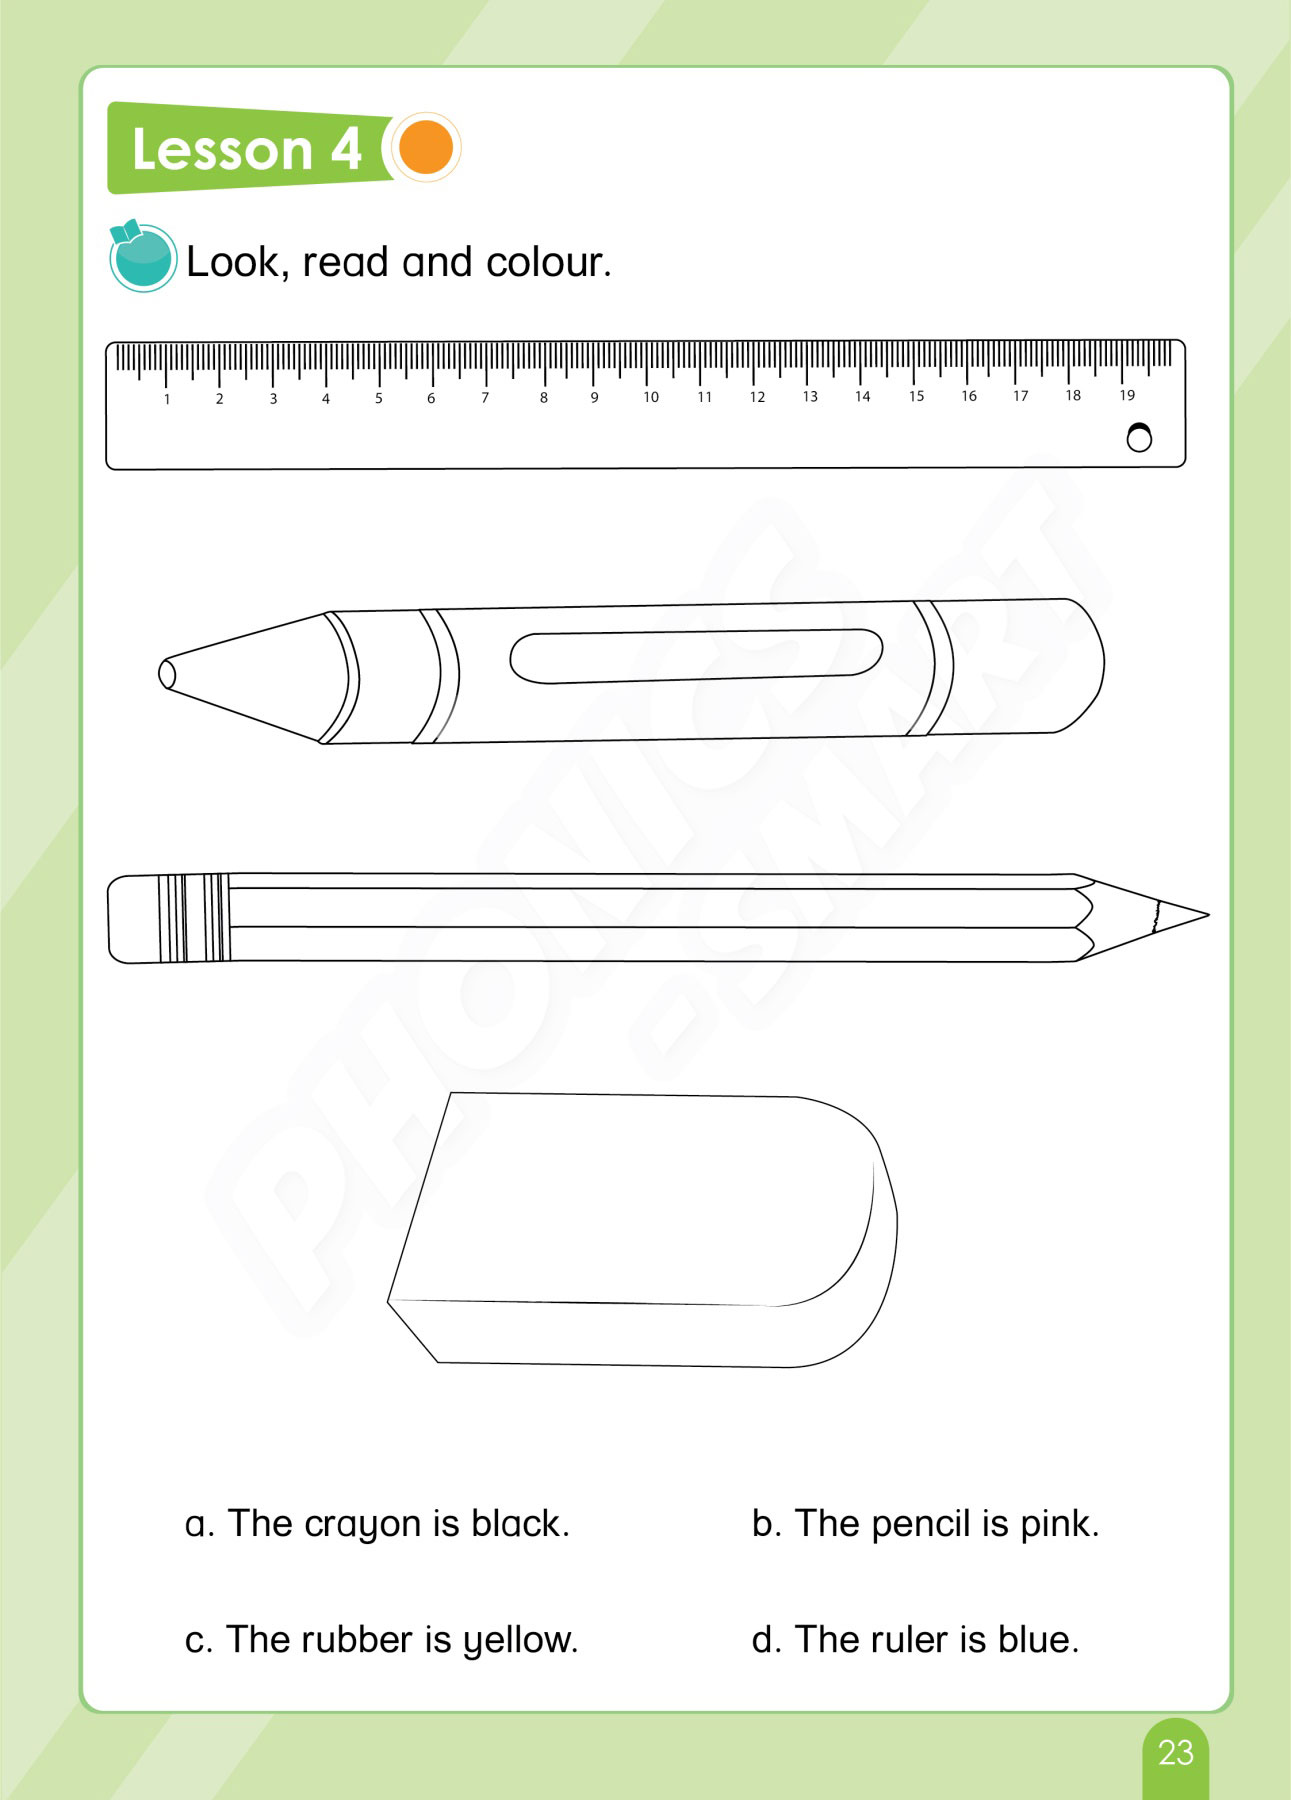 Lesson 4
Look, read and colour.
1 2 3 4 5 6 7 8 9 10 11 12 13 14 15 16 17 18 19
PHONICS
-SMART
a. The crayon is black.
b. The pencil is pink.
c. The rubber is yellow.
d. The ruler is blue.
23